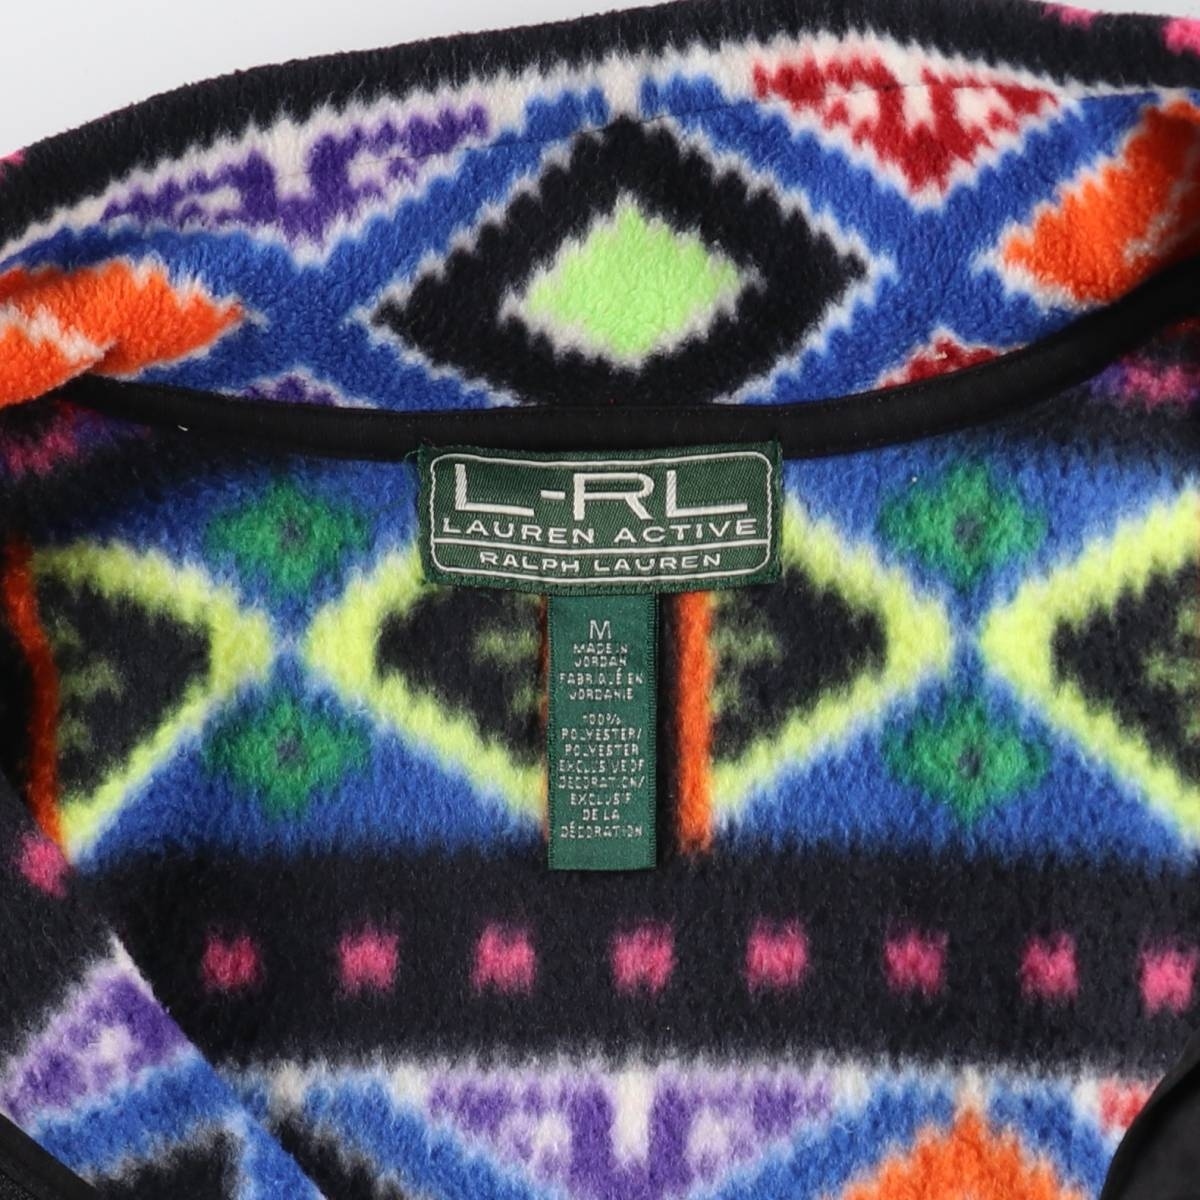 L-RL
LAUREN ACTIVE
RALPH LAUREN
M
MADE IN
JORDAN
FABRIQUÉ EN
JORDANIE
100%
POLYESTER/
POLYESTER
EXCLUSIVE OF
DECORATION/
EXCLUSIF
DE LA
DÉCORATION